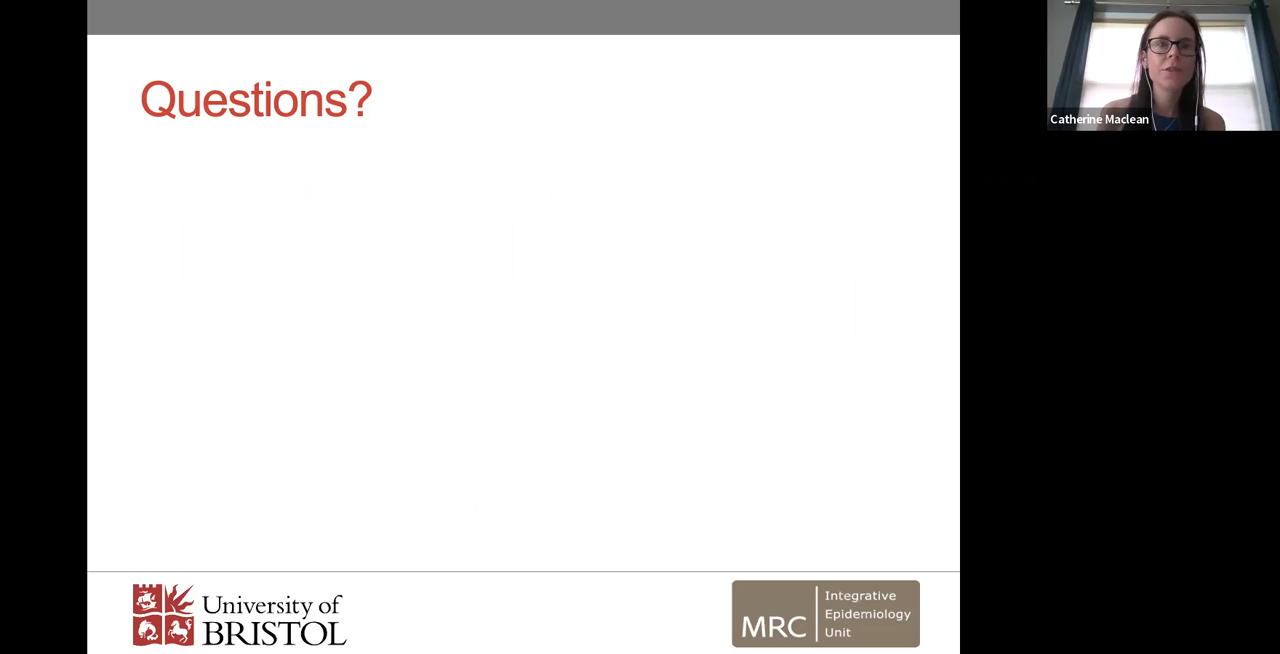 Questions?
Catherine Maclean
University of
BRISTOL
MRC
Integrative
Epidemiology
Unit